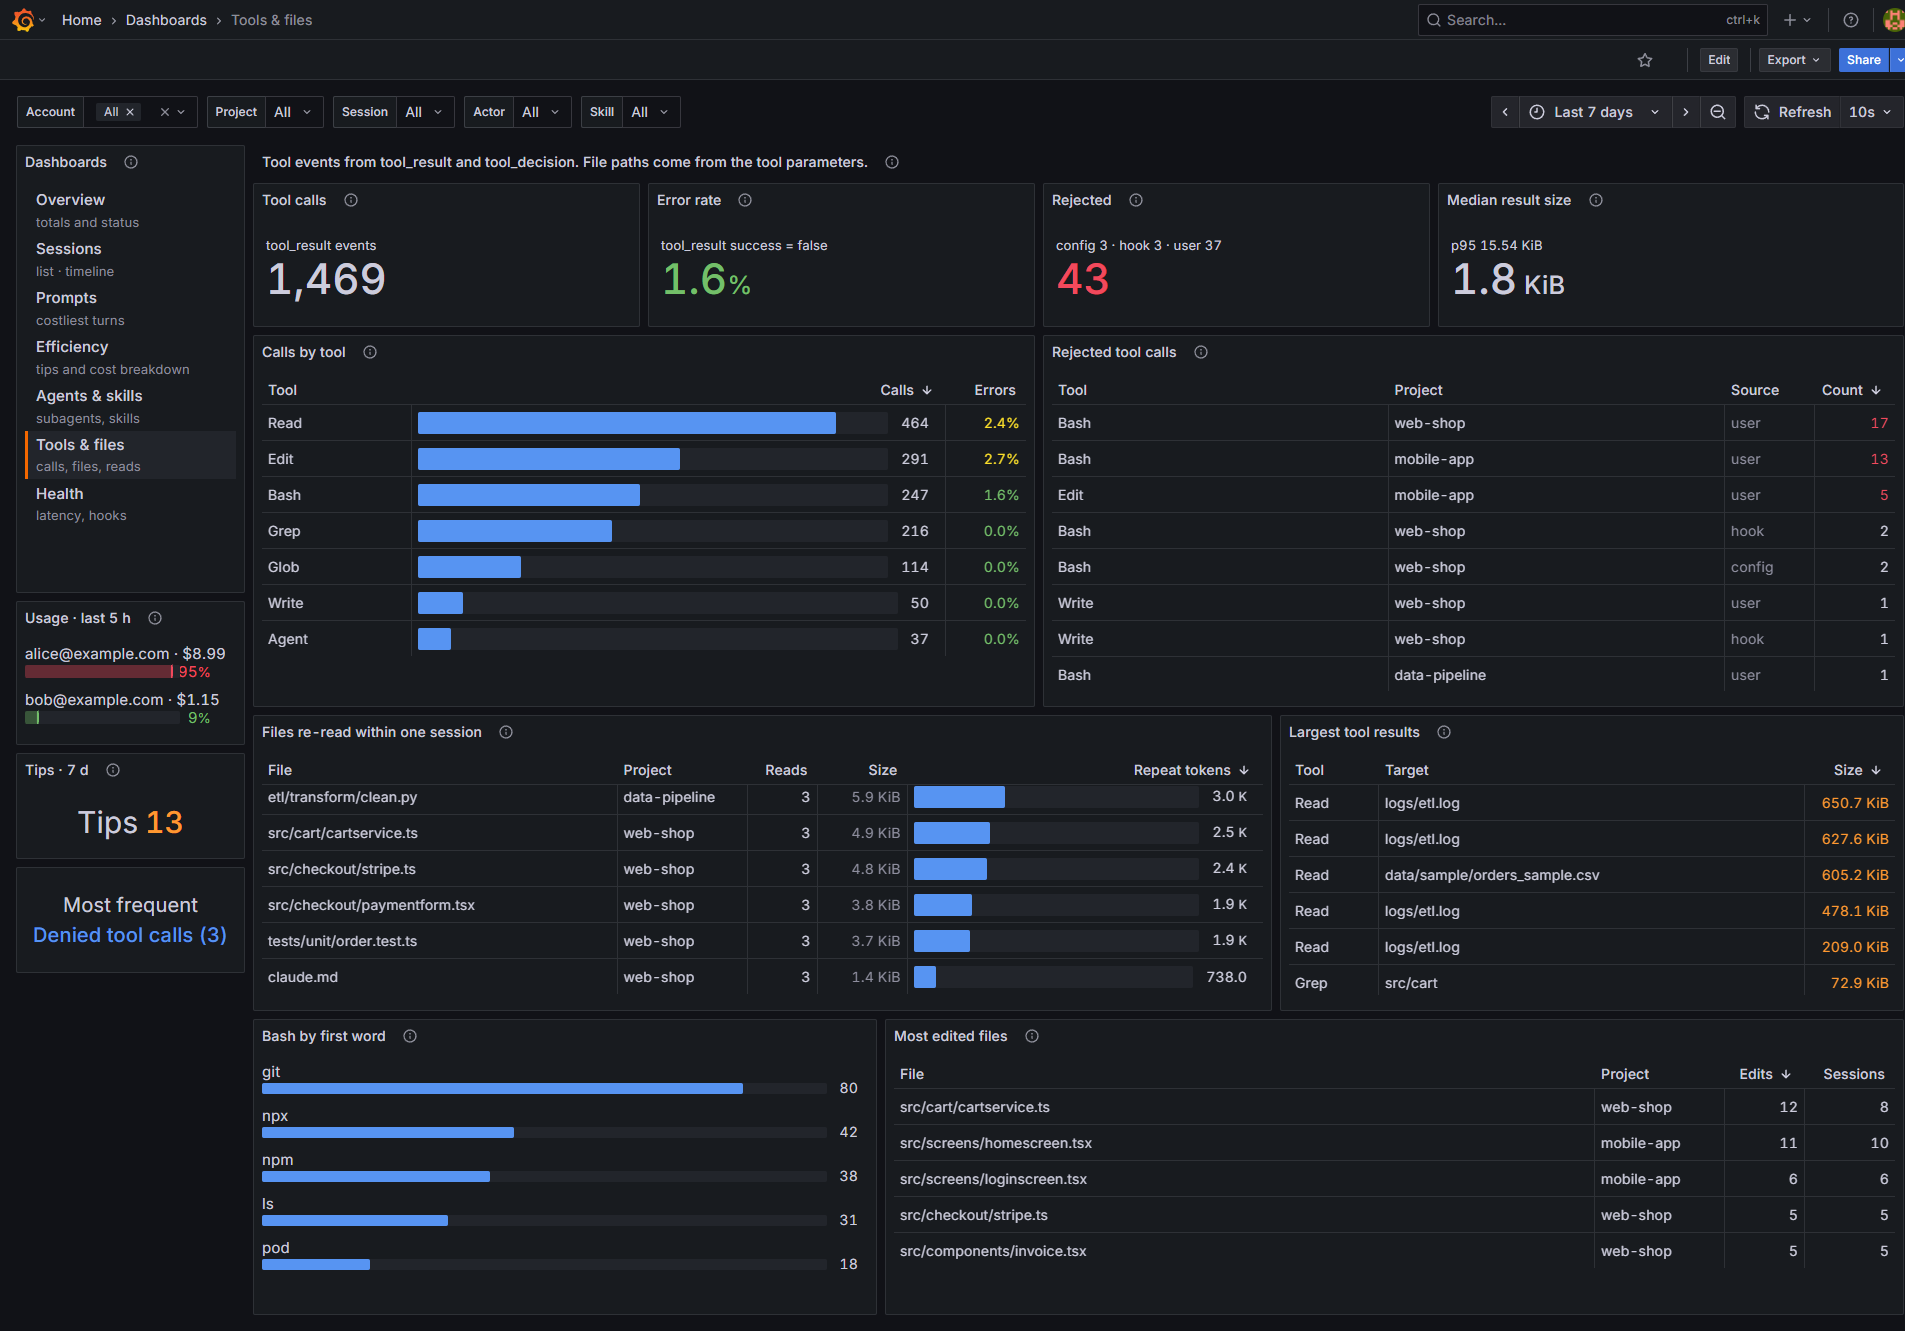 Home › Dashboards › Tools & files
Search... ctrl+k
Edit Export Share
Account All Project All Session All Actor All Skill All
Last 7 days Refresh 10s
Dashboards
Overview
totals and status
Sessions
list · timeline
Prompts
costliest turns
Efficiency
tips and cost breakdown
Agents & skills
subagents, skills
Tools & files
calls, files, reads
Health
latency, hooks
Usage · last 5 h
alice@example.com · $8.99
95%
bob@example.com · $1.15
9%
Tips · 7 d
Tips 13
Most frequent
Denied tool calls (3)
Tool events from tool_result and tool_decision. File paths come from the tool parameters.
Tool calls
tool_result events
1,469
Error rate
tool_result success = false
1.6%
Rejected
config 3 · hook 3 · user 37
43
Median result size
p95 15.54 KiB
1.8 KiB
Calls by tool
Tool Calls Errors
Read 464 2.4%
Edit 291 2.7%
Bash 247 1.6%
Grep 216 0.0%
Glob 114 0.0%
Write 50 0.0%
Agent 37 0.0%
Rejected tool calls
Tool Project Source Count
Bash web-shop user 17
Bash mobile-app user 13
Edit mobile-app user 5
Bash web-shop hook 2
Bash web-shop config 2
Write web-shop user 1
Write web-shop hook 1
Bash data-pipeline user 1
Files re-read within one session
File Project Reads Size Repeat tokens
etl/transform/clean.py data-pipeline 3 5.9 KiB 3.0 K
src/cart/cartservice.ts web-shop 3 4.9 KiB 2.5 K
src/checkout/stripe.ts web-shop 3 4.8 KiB 2.4 K
src/checkout/paymentform.tsx web-shop 3 3.8 KiB 1.9 K
tests/unit/order.test.ts web-shop 3 3.7 KiB 1.9 K
claude.md web-shop 3 1.4 KiB 738.0
Largest tool results
Tool Target Size
Read logs/etl.log 650.7 KiB
Read logs/etl.log 627.6 KiB
Read data/sample/orders_sample.csv 605.2 KiB
Read logs/etl.log 478.1 KiB
Read logs/etl.log 209.0 KiB
Grep src/cart 72.9 KiB
Bash by first word
git
80
npx
42
npm
38
ls
31
pod
18
Most edited files
File Project Edits Sessions
src/cart/cartservice.ts web-shop 12 8
src/screens/homescreen.tsx mobile-app 11 10
src/screens/loginscreen.tsx mobile-app 6 6
src/checkout/stripe.ts web-shop 5 5
src/components/invoice.tsx web-shop 5 5